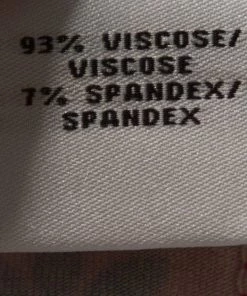 93% VISCOSE/
VISCOSE
7% SPANDEX/
SPANDEX